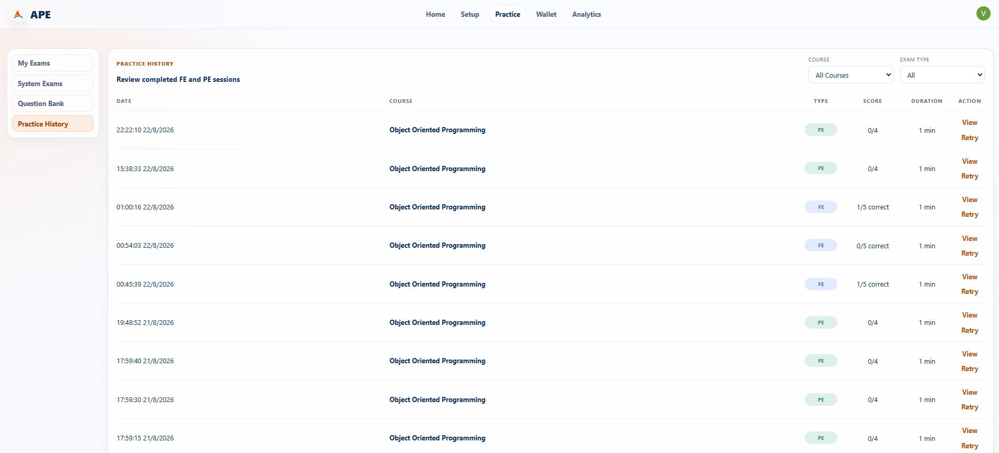 APE
Home Setup Practice Wallet Analytics
V
My Exams
System Exams
Question Bank
Practice History
PRACTICE HISTORY
Review completed FE and PE sessions
COURSE EXAM TYPE
All Courses All
DATE COURSE TYPE SCORE DURATION ACTION
22:22:10 22/8/2026 Object Oriented Programming PE 0/4 1 min View
Retry
15:38:33 22/8/2026 Object Oriented Programming PE 0/4 1 min View
Retry
01:00:16 22/8/2026 Object Oriented Programming FE 1/5 correct 1 min View
Retry
00:54:03 22/8/2026 Object Oriented Programming FE 0/5 correct 1 min View
Retry
00:45:39 22/8/2026 Object Oriented Programming FE 1/5 correct 1 min View
Retry
19:48:52 21/8/2026 Object Oriented Programming PE 0/4 1 min View
Retry
17:59:40 21/8/2026 Object Oriented Programming PE 0/4 1 min View
Retry
17:59:30 21/8/2026 Object Oriented Programming PE 0/4 1 min View
Retry
17:59:15 21/8/2026 Object Oriented Programming PE 0/4 1 min View
Retry